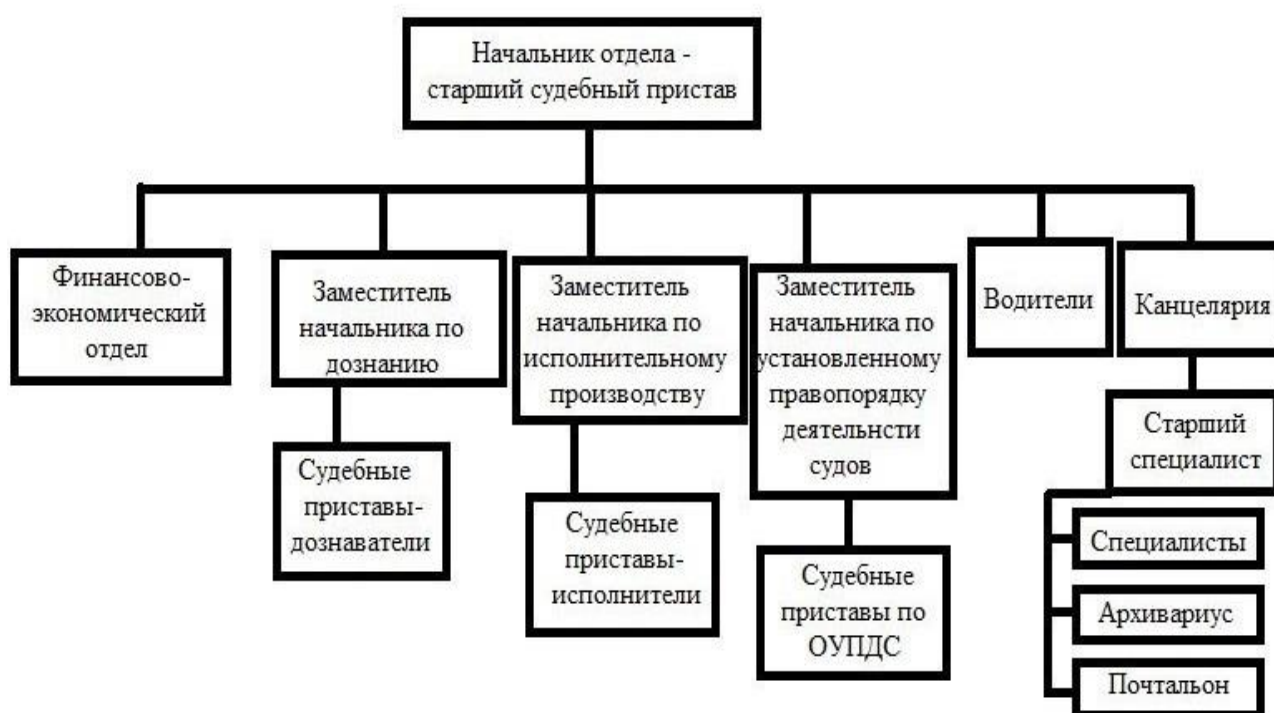 Начальник отдела -
старший судебный пристав
Финансово-
экономический
отдел
Заместитель
начальника по
дознанию
Заместитель
начальника по
исполнительному
производству
Заместитель
начальника по
установленному
правопорядку
деятельнсти
судов
Водители
Канцелярия
Судебные
приставы-
дознаватели
Судебные
приставы-
исполнители
Судебные
приставы по
ОУПДС
Старший
специалист
Специалисты
Архивариус
Почтальон